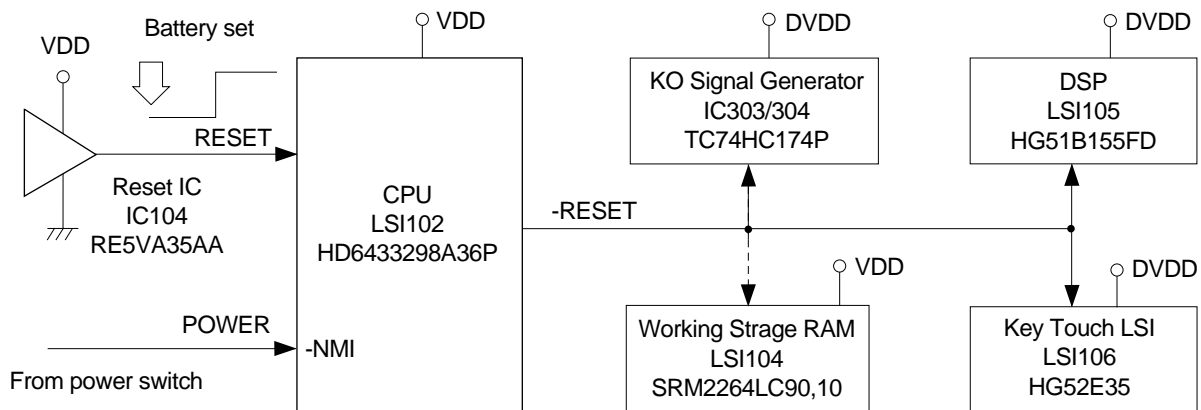 Battery set
VDD
VDD
DVDD
DVDD
RESET
Reset IC
IC104
RE5VA35AA
CPU
LSI102
HD6433298A36P
KO Signal Generator
IC303/304
TC74HC174P
DSP
LSI105
HG51B155FD
-RESET
VDD
DVDD
POWER
-NMI
From power switch
Working Strage RAM
LSI104
SRM2264LC90,10
Key Touch LSI
LSI106
HG52E35